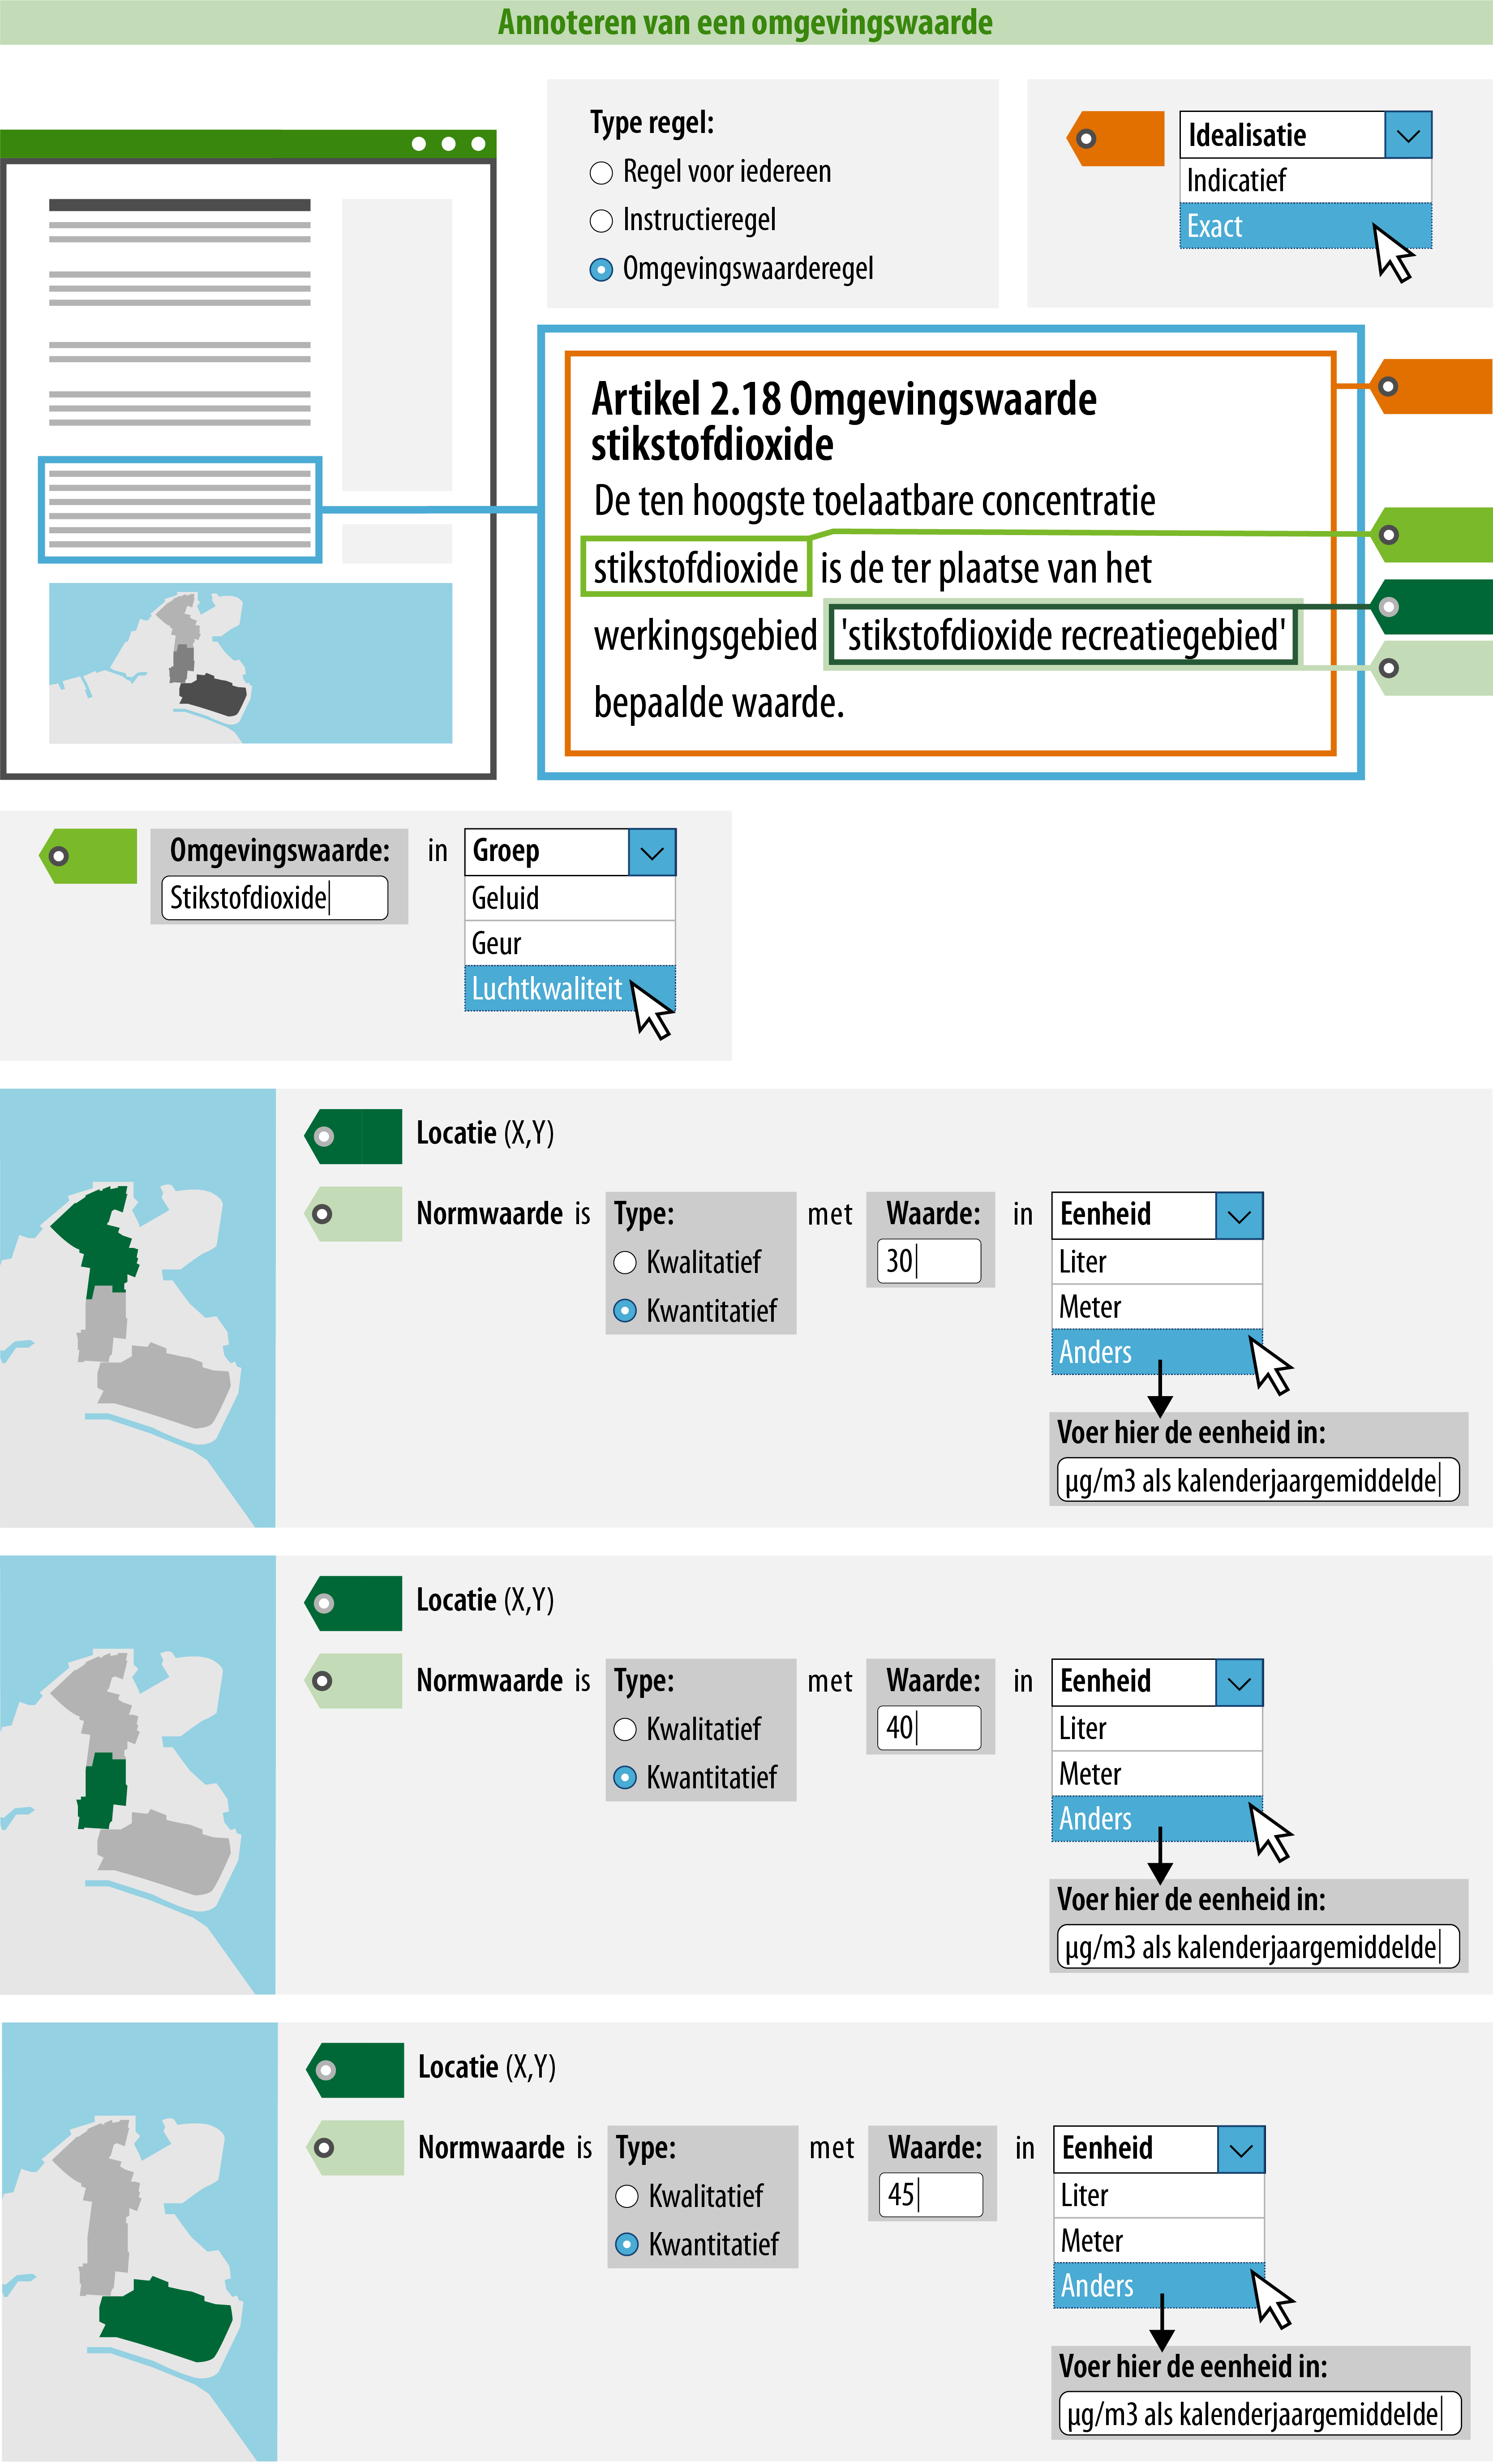 Annoteren van een omgevingswaarde
Type regel:
Regel voor iedereen
Instructieregel
Omgevingswaarderegel
Idealisatie
Indicatief
Exact
Artikel 2.18 Omgevingswaarde
stikstofdioxide
De ten hoogste toelaatbare concentratie
stikstofdioxide is de ter plaatse van het
werkingsgebied 'stikstofdioxide recreatiegebied'
bepaalde waarde.
Omgevingswaarde:
Stikstofdioxide
in
Groep
Geluid
Geur
Luchtkwaliteit
Locatie (X,Y)
Normwaarde is
Type:
Kwalitatief
Kwantitatief
met
Waarde:
30
in
Eenheid
Liter
Meter
Anders
Voer hier de eenheid in:
µg/m3 als kalenderjaargemiddelde
Locatie (X,Y)
Normwaarde is
Type:
Kwalitatief
Kwantitatief
met
Waarde:
40
in
Eenheid
Liter
Meter
Anders
Voer hier de eenheid in:
µg/m3 als kalenderjaargemiddelde
Locatie (X,Y)
Normwaarde is
Type:
Kwalitatief
Kwantitatief
met
Waarde:
45
in
Eenheid
Liter
Meter
Anders
Voer hier de eenheid in:
µg/m3 als kalenderjaargemiddelde